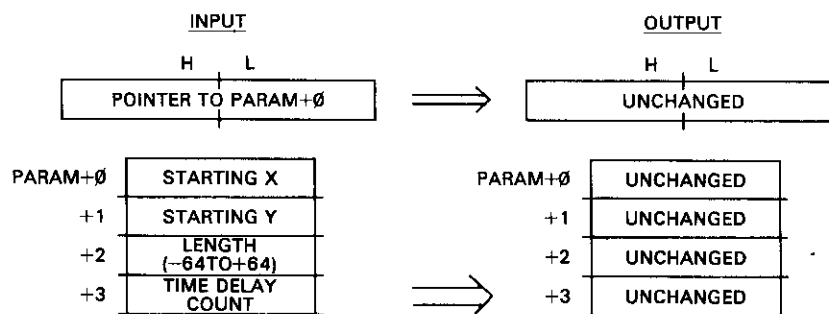 INPUT
OUTPUT
H L
H L
POINTER TO PARAM+Ø
UNCHANGED
PARAM+Ø STARTING X
PARAM+Ø UNCHANGED
+1 STARTING Y
+1 UNCHANGED
+2 LENGTH
(−64TO+64)
+2 UNCHANGED
+3 TIME DELAY
COUNT
+3 UNCHANGED